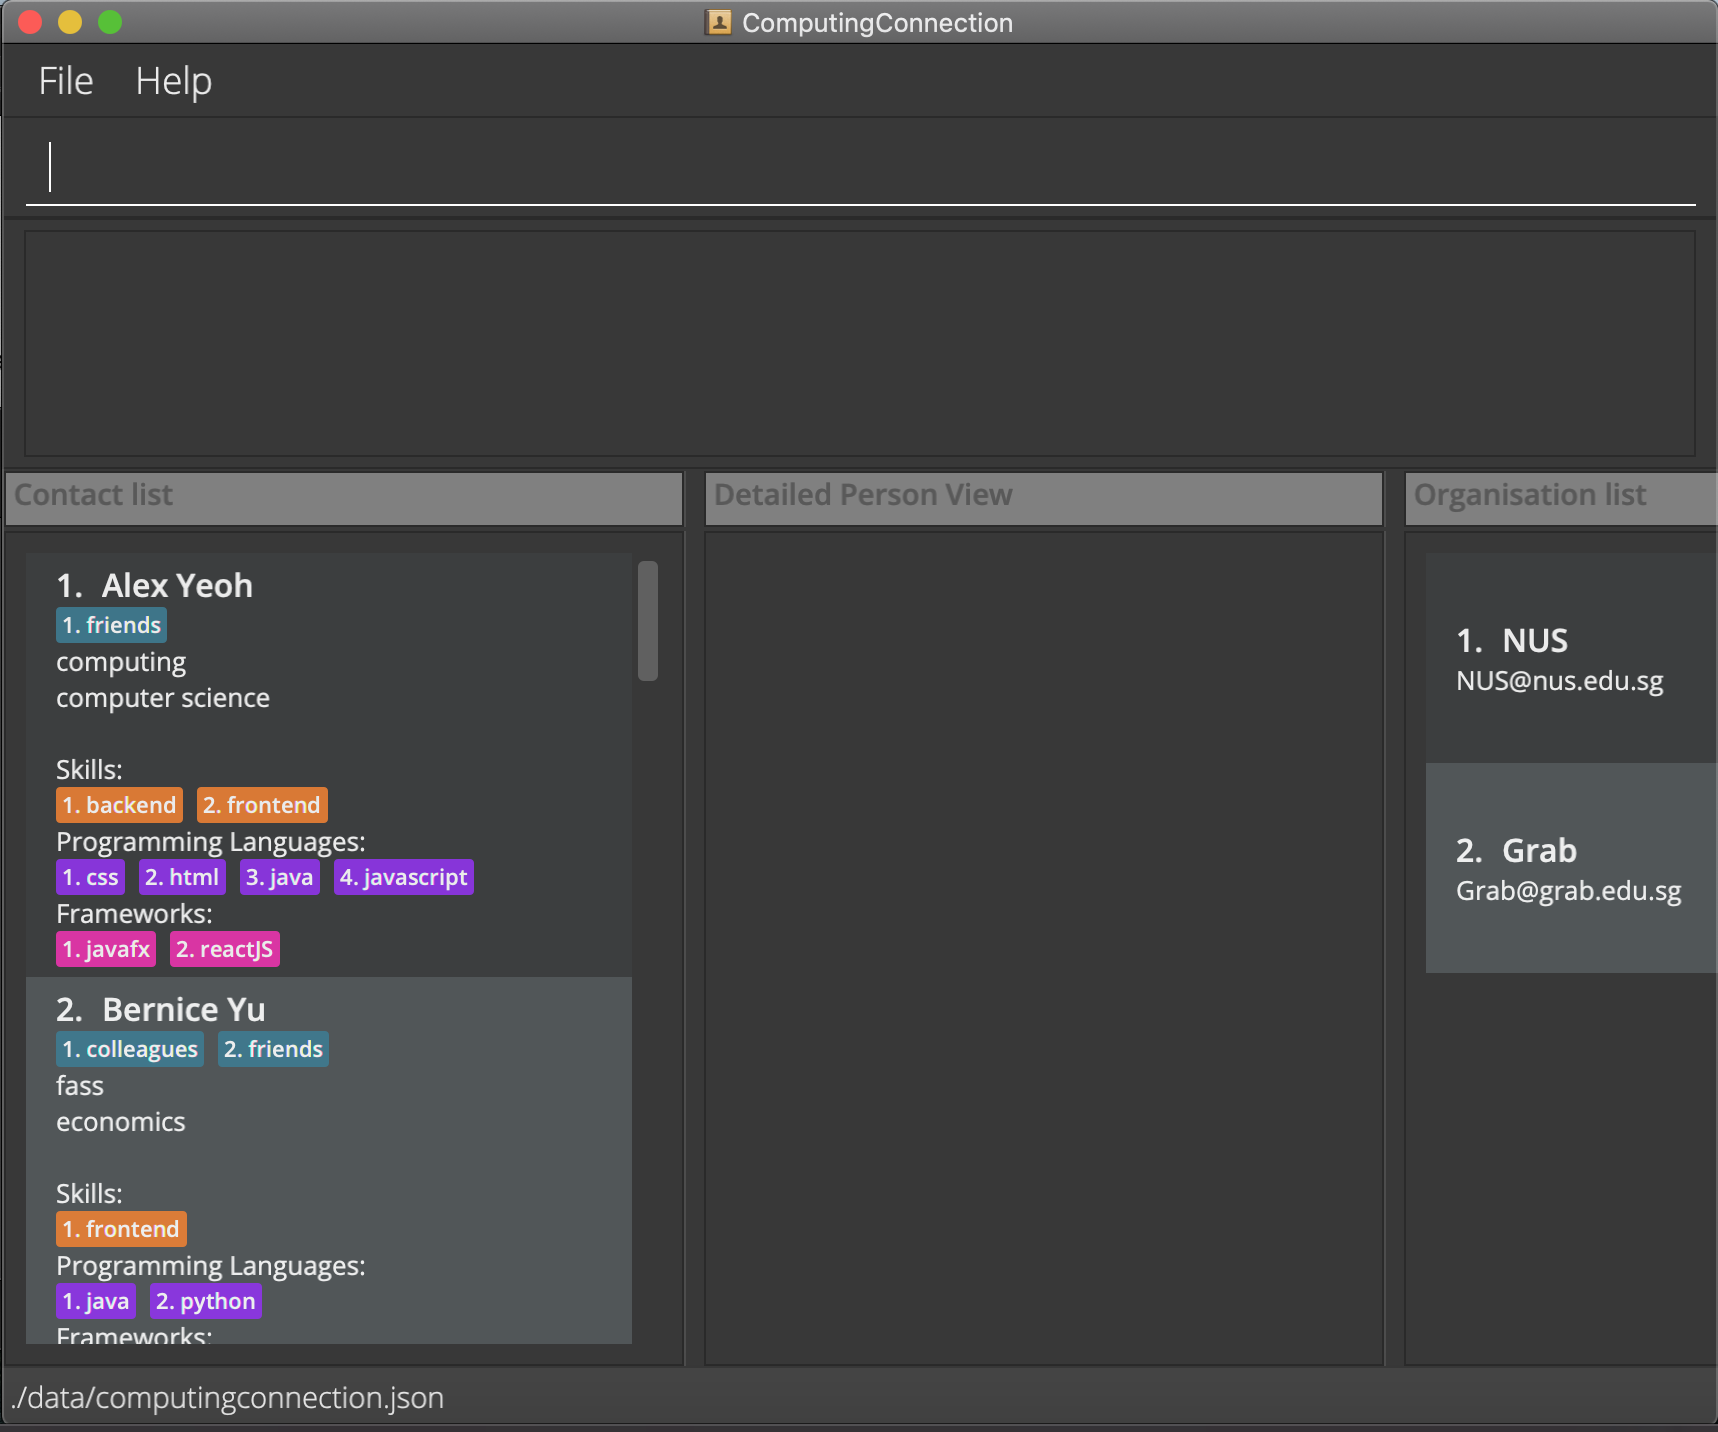 ComputingConnection
File Help
Contact list
1. Alex Yeoh
1. friends
computing
computer science
Skills:
1. backend 2. frontend
Programming Languages:
1. css 2. html 3. java 4. javascript
Frameworks:
1. javafx 2. reactJS
2. Bernice Yu
1. colleagues 2. friends
fass
economics
Skills:
1. frontend
Programming Languages:
1. java 2. python
Frameworks:
Detailed Person View
Organisation list
1. NUS
NUS@nus.edu.sg
2. Grab
Grab@grab.edu.sg
./data/computingconnection.json